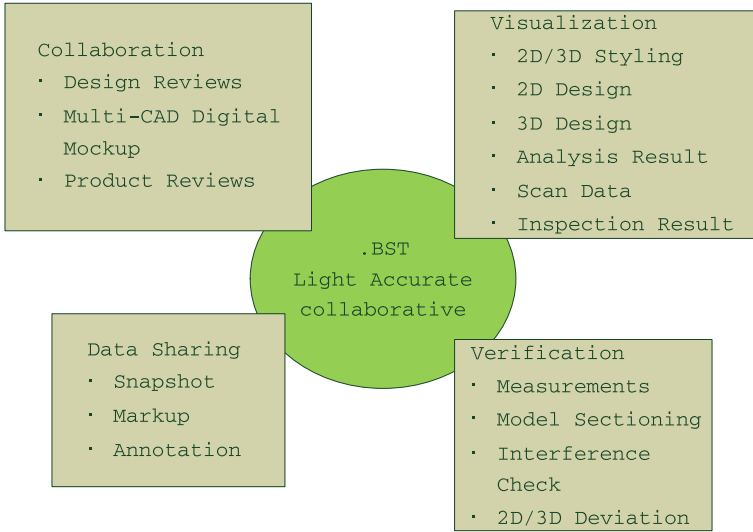 Collaboration
· Design Reviews
· Multi-CAD Digital
Mockup
· Product Reviews
Visualization
· 2D/3D Styling
· 2D Design
· 3D Design
· Analysis Result
· Scan Data
· Inspection Result
.BST
Light Accurate
collaborative
Data Sharing
· Snapshot
· Markup
· Annotation
Verification
· Measurements
· Model Sectioning
· Interference
Check
· 2D/3D Deviation